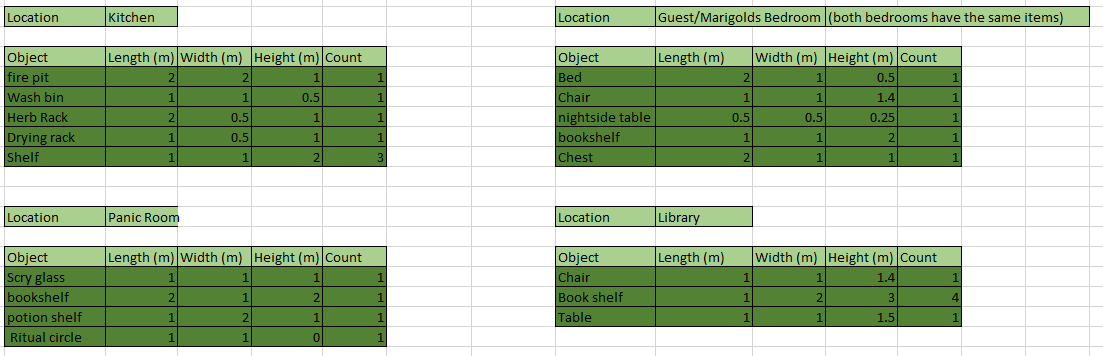 Location Kitchen
Object Length (m) Width (m) Height (m) Count
fire pit 2 2 1 1
Wash bin 1 1 0.5 1
Herb Rack 2 0.5 1 1
Drying rack 1 0.5 1 1
Shelf 1 1 2 3
Location Guest/Marigolds Bedroom (both bedrooms have the same items)
Object Length (m) Width (m) Height (m) Count
Bed 2 1 0.5 1
Chair 1 1 1.4 1
nightside table 0.5 0.5 0.25 1
bookshelf 1 1 2 1
Chest 2 1 1 1
Location Panic Room
Object Length (m) Width (m) Height (m) Count
Scry glass 1 1 1 1
bookshelf 2 1 2 1
potion shelf 1 2 1 1
Ritual circle 1 1 0 1
Location Library
Object Length (m) Width (m) Height (m) Count
Chair 1 1 1.4 1
Book shelf 1 2 3 4
Table 1 1 1.5 1